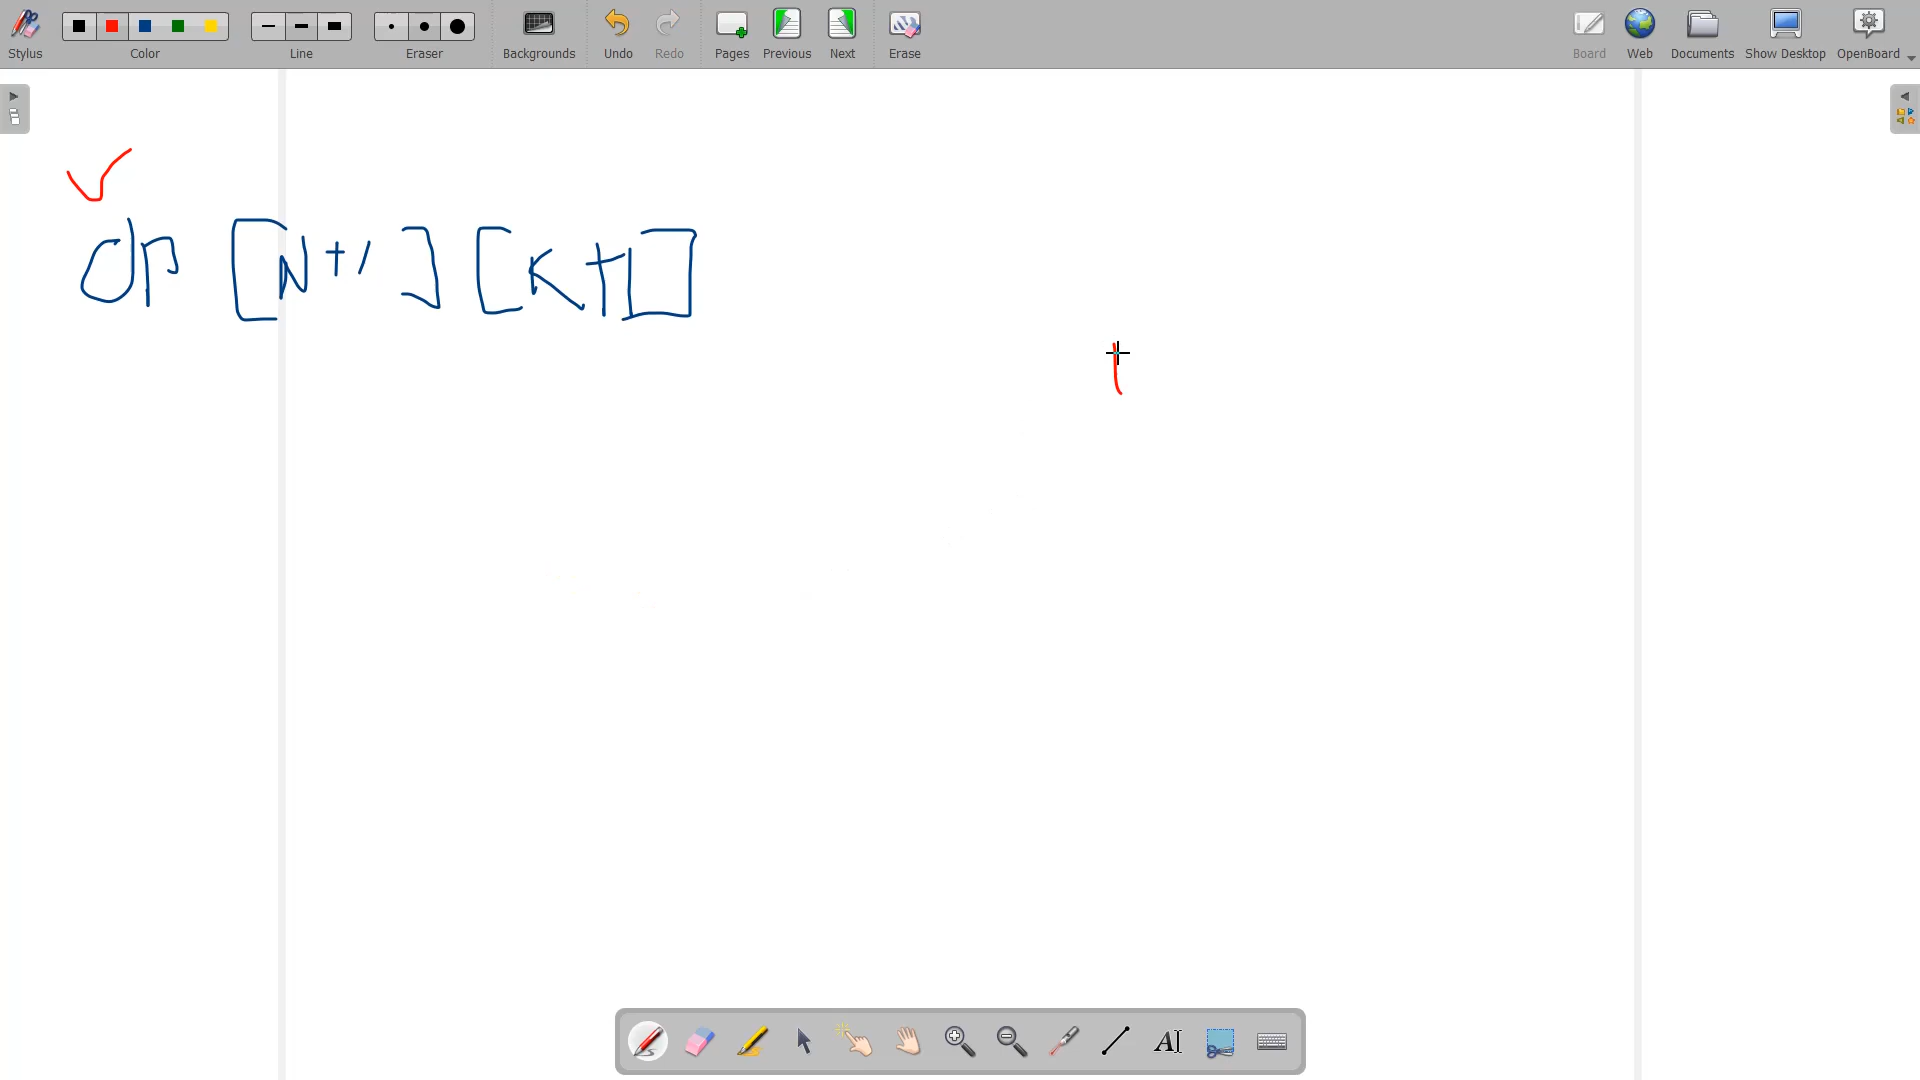 Stylus Color Line Eraser Backgrounds Undo Redo Pages Previous Next Erase Board Web Documents Show Desktop OpenBoard
dp [N+1] [K+1]